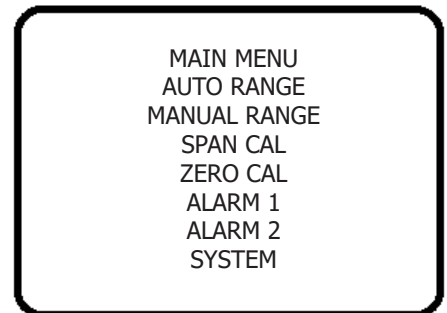 MAIN MENU
AUTO RANGE
MANUAL RANGE
SPAN CAL
ZERO CAL
ALARM 1
ALARM 2
SYSTEM